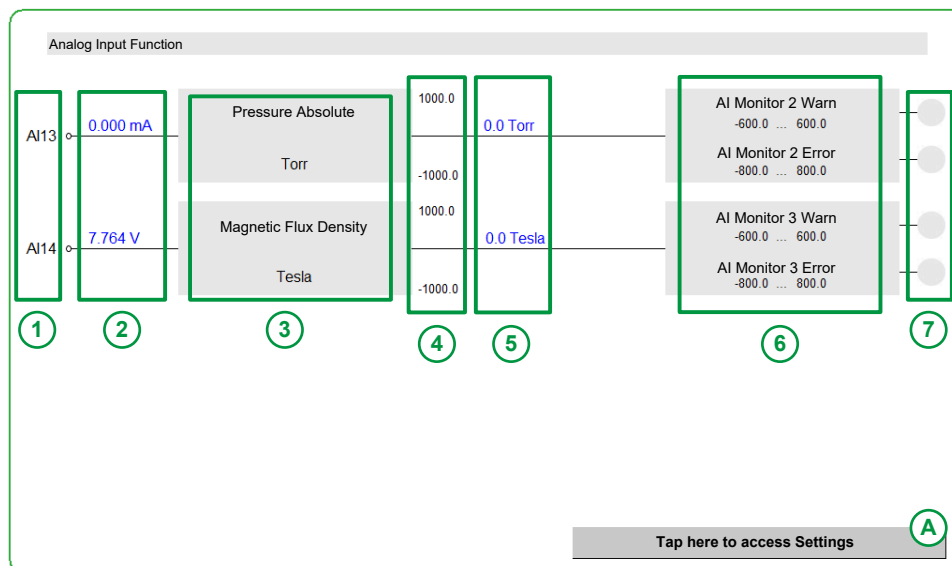 Analog Input Function
1000.0
Pressure Absolute
AI Monitor 2 Warn
-600.0 ... 600.0
AI13
0.000 mA
0.0 Torr
AI Monitor 2 Error
-800.0 ... 800.0
Torr
-1000.0
1000.0
Magnetic Flux Density
AI Monitor 3 Warn
-600.0 ... 600.0
AI14
7.764 V
0.0 Tesla
AI Monitor 3 Error
-800.0 ... 800.0
Tesla
-1000.0
1 2 3 4 5 6 7
A
Tap here to access Settings